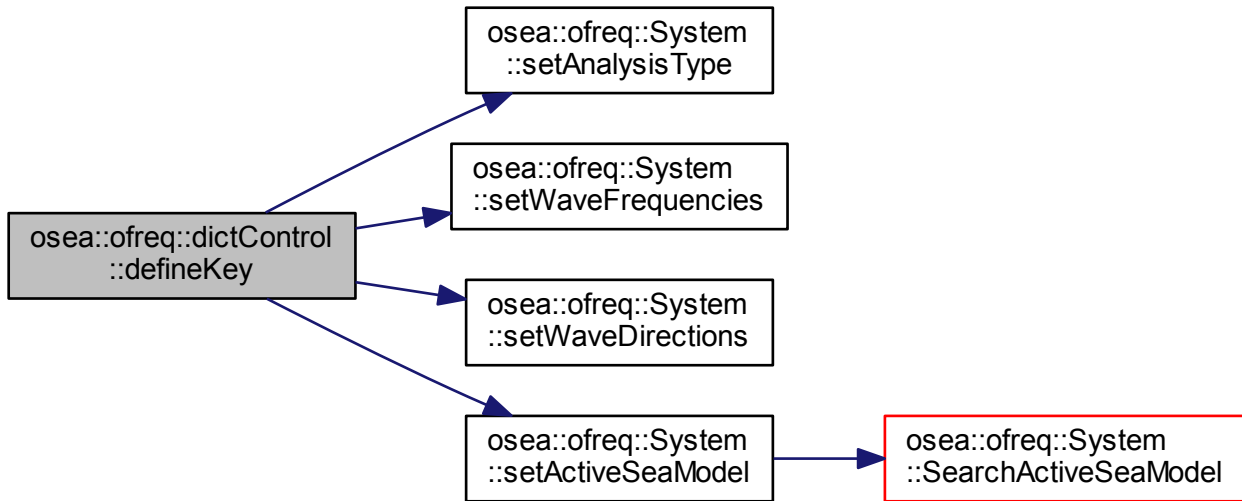 osea::ofreq::System
::setAnalysisType
osea::ofreq::System
::setWaveFrequencies
osea::ofreq::dictControl
::defineKey
osea::ofreq::System
::setWaveDirections
osea::ofreq::System
::setActiveSeaModel
osea::ofreq::System
::SearchActiveSeaModel